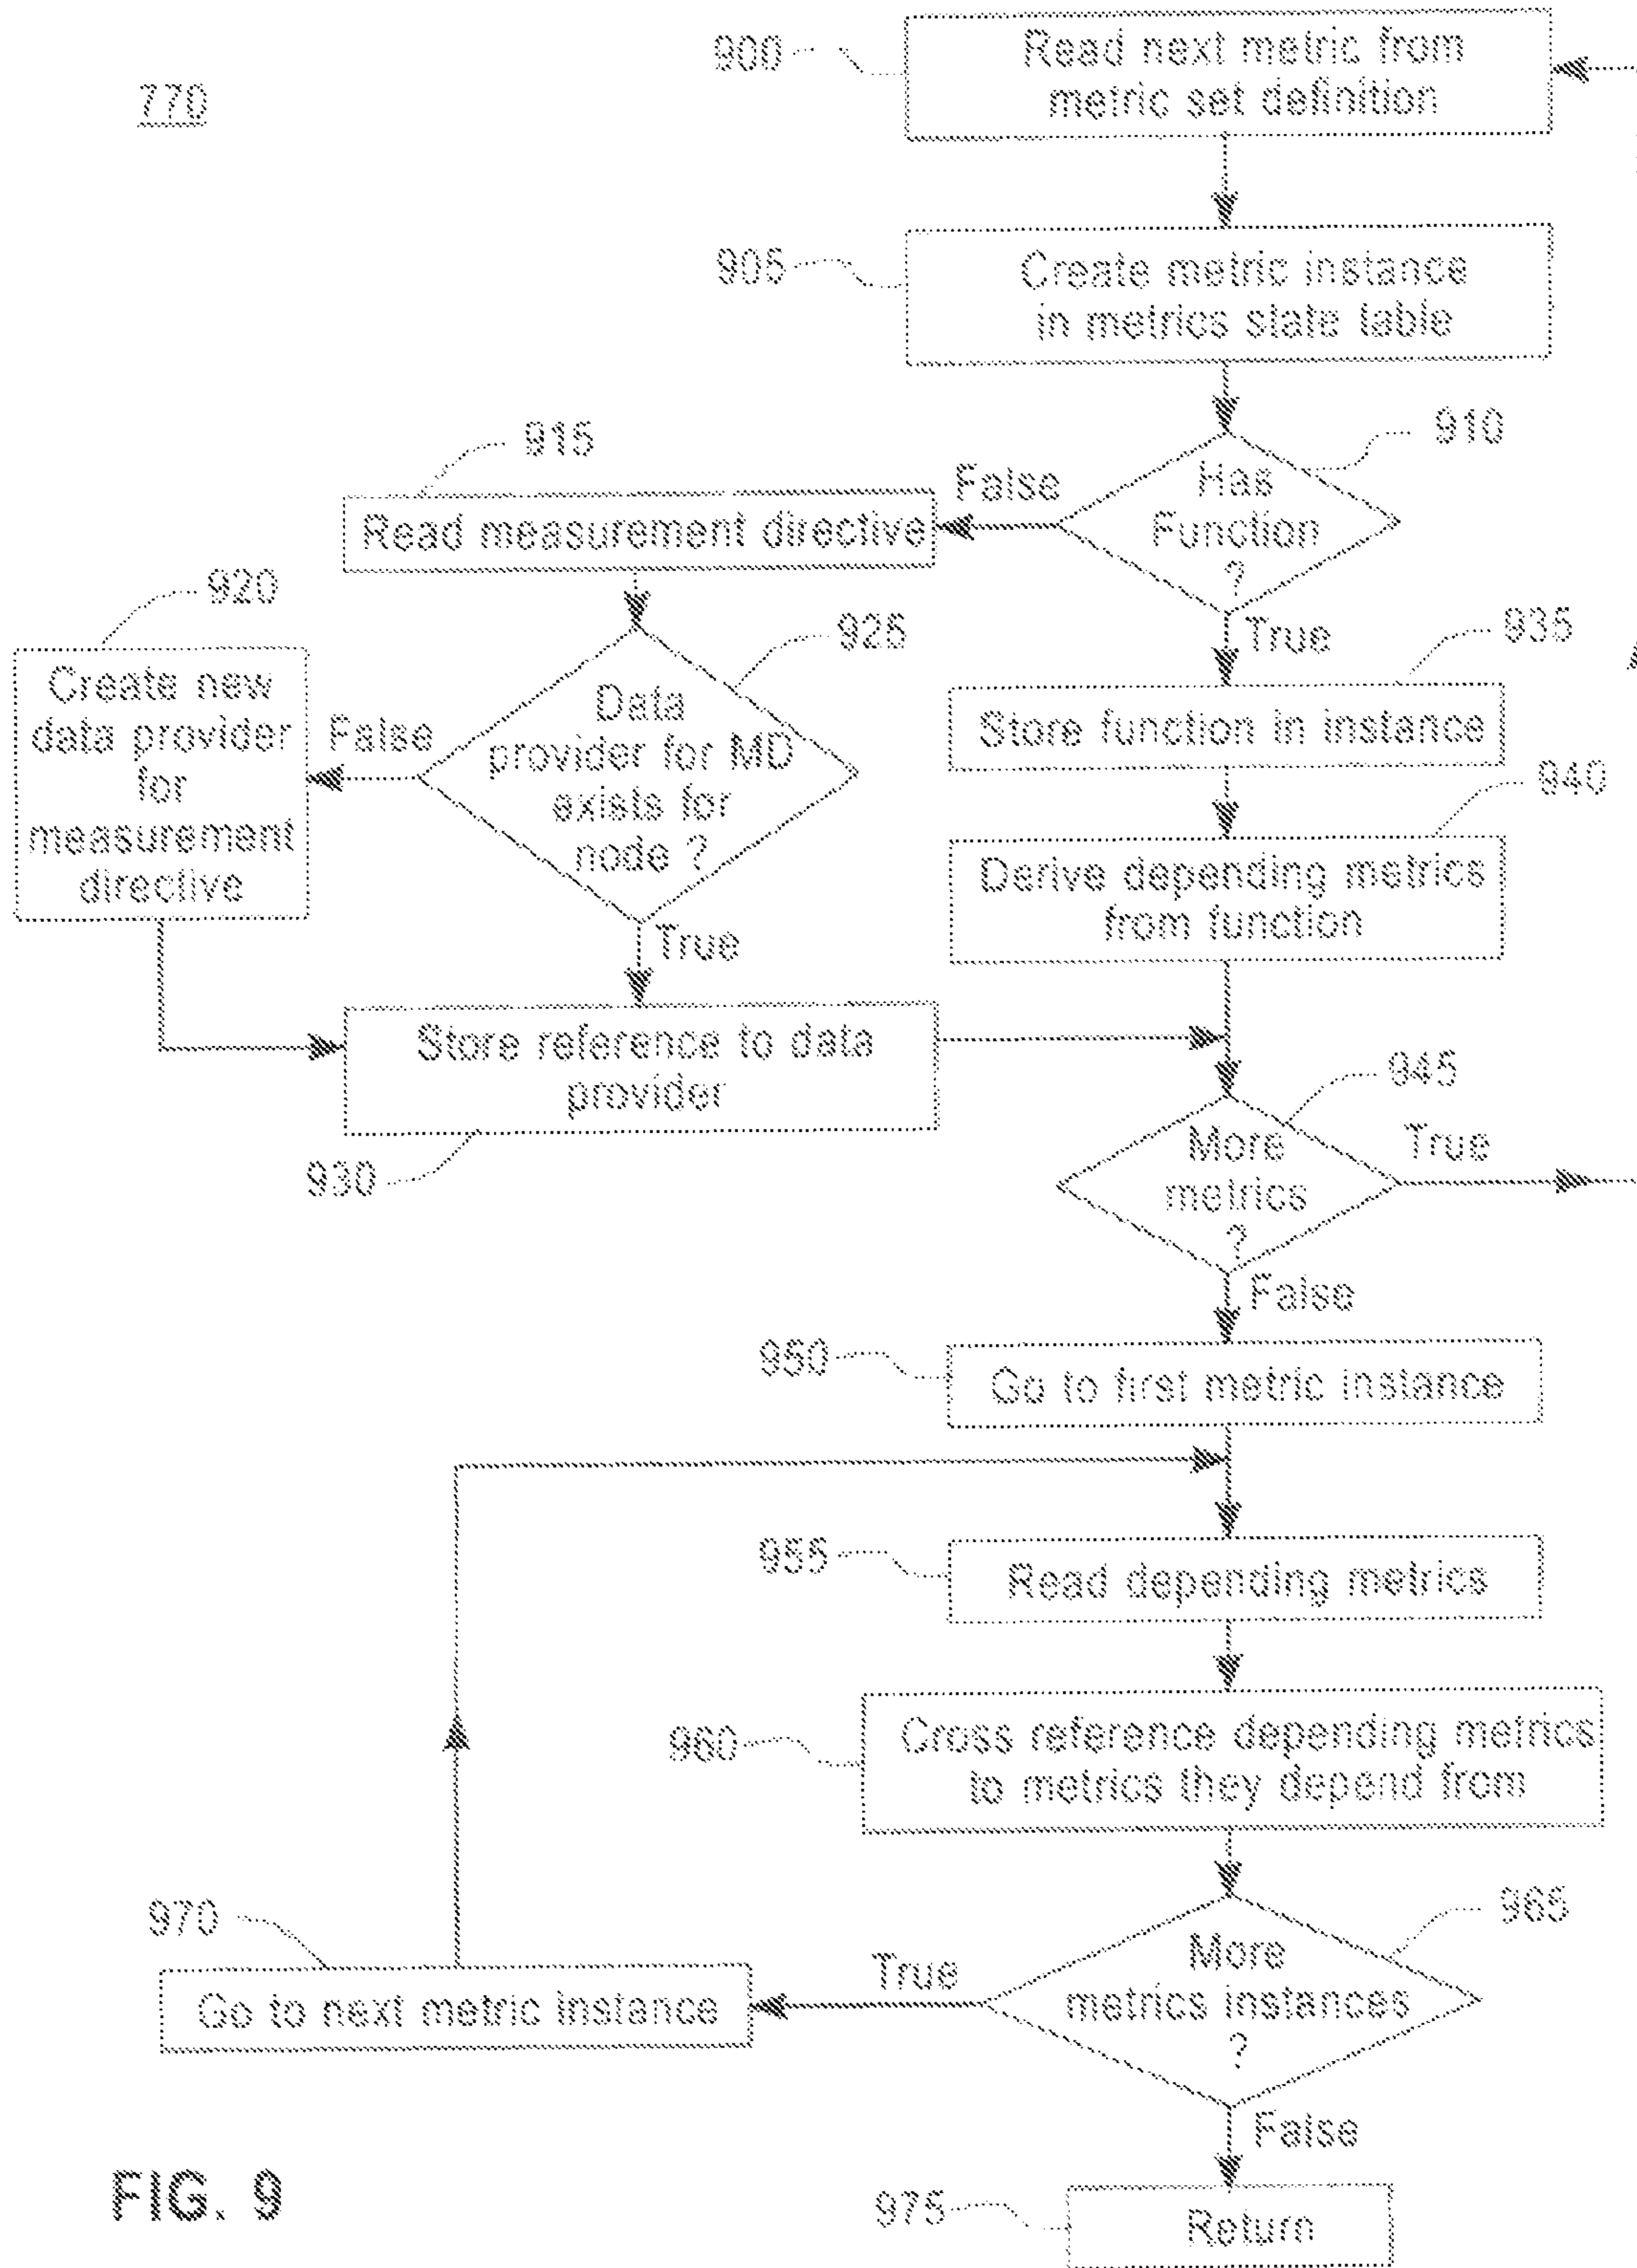 770
900
Read next metric from
metric set definition
905
Create metric instance
in metrics state table
910
Has
Function
?
False
True
915
Read measurement directive
920
Create new
data provider
for
measurement
directive
925
Data
provider for MD
exists for
node ?
False
True
935
Store function in instance
940
Derive depending metrics
from function
Store reference to data
provider
930
945
More
metrics
?
True
False
950
Go to first metric instance
955
Read depending metrics
960
Cross reference depending metrics
to metrics they depend from
965
More
metrics instances
?
True
False
970
Go to next metric instance
975
Return
FIG. 9